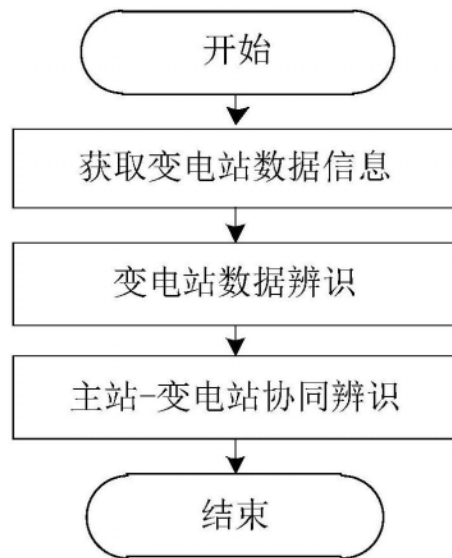 开始
获取变电站数据信息
变电站数据辨识
主站-变电站协同辨识
结束